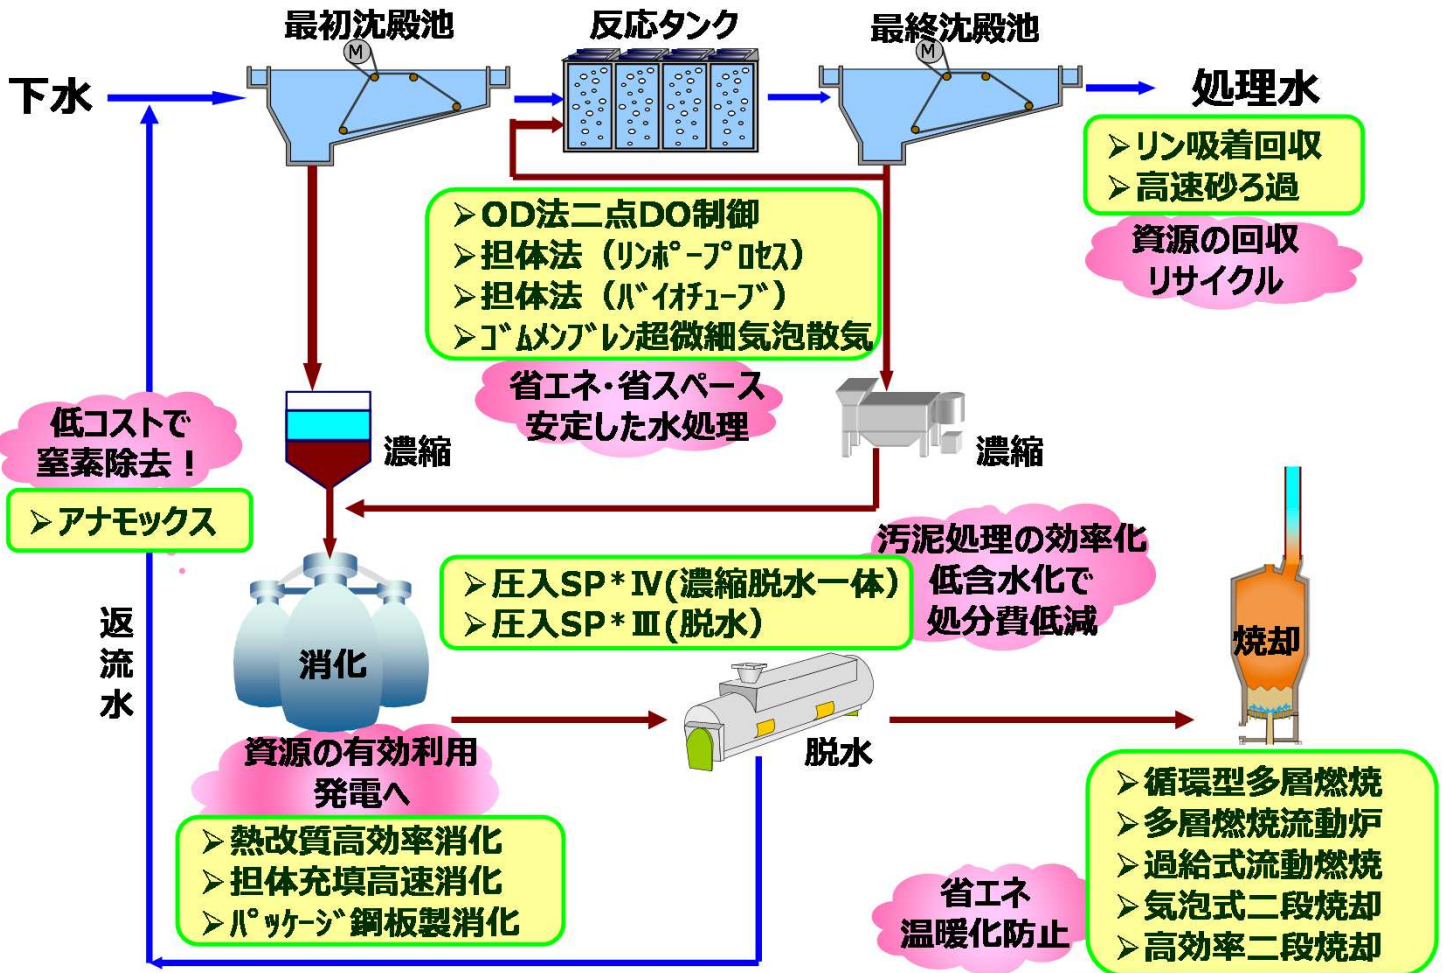 最初沈殿池
反応タンク
最終沈殿池
M
M
下水
処理水
➢リン吸着回収
➢高速砂ろ過
資源の回収
リサイクル
➢OD法二点DO制御
➢担体法（ﾘﾝﾎﾟｰﾌﾟﾛｾｽ）
➢担体法（ﾊﾞｲｵﾁｭｰﾌﾞ）
➢ｺﾞﾑﾒﾝﾌﾞﾚﾝ超微細気泡散気
省エネ・省スペース
安定した水処理
低コストで
窒素除去！
➢アナモックス
濃縮
濃縮
汚泥処理の効率化
低含水化で
処分費低減
➢圧入SP*Ⅳ(濃縮脱水一体）
➢圧入SP*Ⅲ(脱水）
返流水
消化
焼却
脱水
資源の有効利用
発電へ
➢熱改質高効率消化
➢担体充填高速消化
➢ﾊﾟｯｹｰｼﾞ鋼板製消化
省エネ
温暖化防止
➢循環型多層燃焼
➢多層燃焼流動炉
➢過給式流動燃焼
➢気泡式二段焼却
➢高効率二段焼却